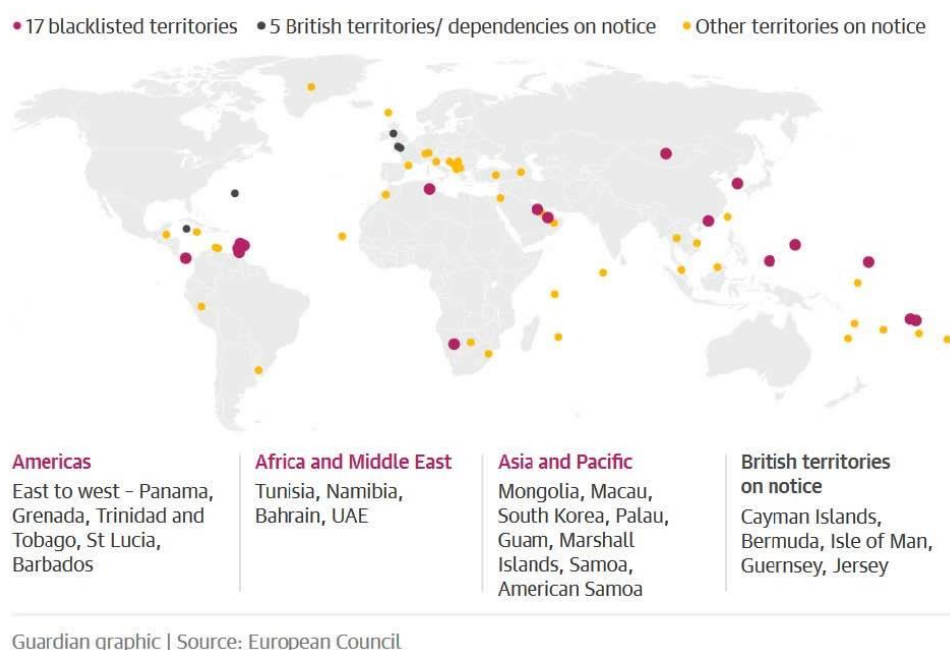 17 blacklisted territories
5 British territories/ dependencies on notice
Other territories on notice
Americas
East to west – Panama,
Grenada, Trinidad and
Tobago, St Lucia,
Barbados
Africa and Middle East
Tunisia, Namibia,
Bahrain, UAE
Asia and Pacific
Mongolia, Macau,
South Korea, Palau,
Guam, Marshall
Islands, Samoa,
American Samoa
British territories
on notice
Cayman Islands,
Bermuda, Isle of Man,
Guernsey, Jersey
Guardian graphic | Source: European Council